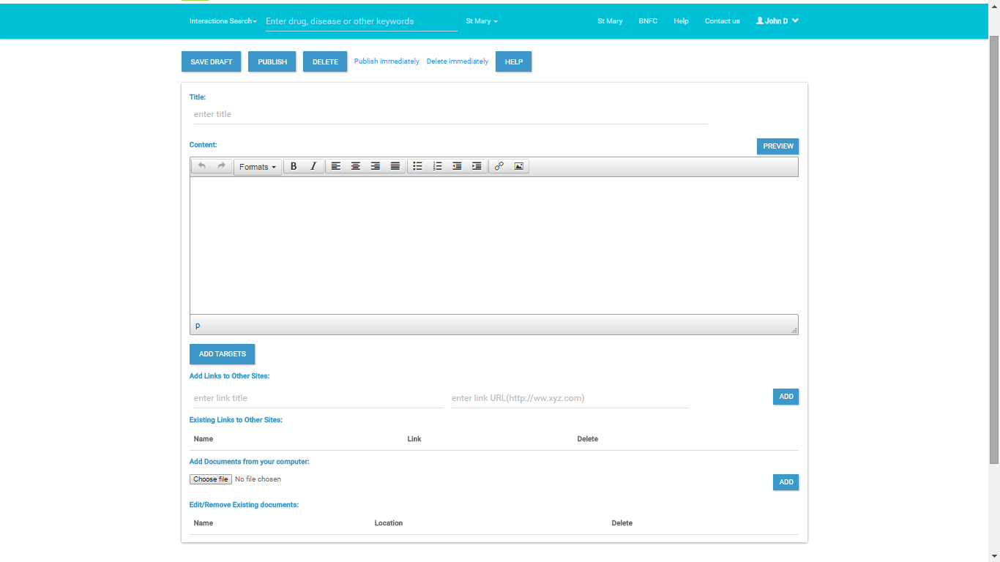 Interactions Search Enter drug, disease or other keywords St Mary St Mary BNFC Help Contact us John D
SAVE DRAFT PUBLISH DELETE Publish immediately Delete immediately HELP
Title:
enter title
Content: PREVIEW
Formats B I
p
ADD TARGETS
Add Links to Other Sites:
enter link title enter link URL(http://ww.xyz.com) ADD
Existing Links to Other Sites:
Name Link Delete
Add Documents from your computer:
Choose file No file chosen ADD
Edit/Remove Existing documents:
Name Location Delete